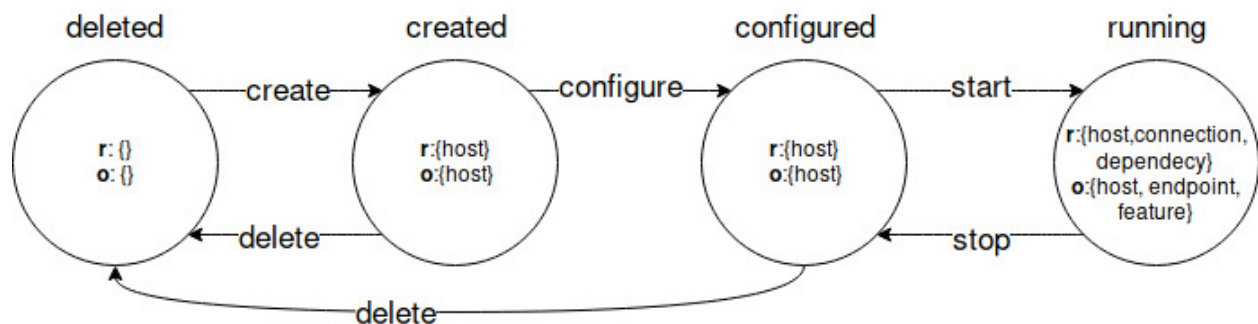 deleted
created
configured
running
create
configure
start
r: {}
o: {}
r:{host}
o:{host}
r:{host}
o:{host}
r:{host,connection,
dependecy}
o:{host, endpoint,
feature}
delete
stop
delete